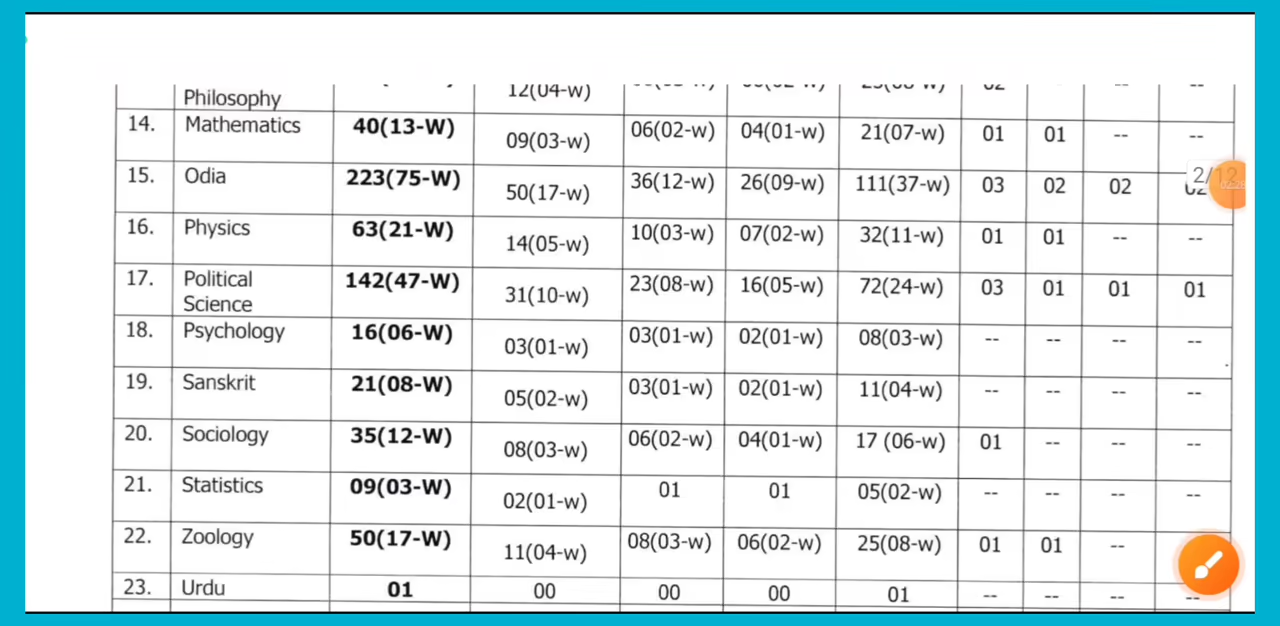 Philosophy 12(04-w)
14. Mathematics 40(13-W) 09(03-w) 06(02-w) 04(01-w) 21(07-w) 01 01 -- --
15. Odia 223(75-W) 50(17-w) 36(12-w) 26(09-w) 111(37-w) 03 02 02 02
2/12
16. Physics 63(21-W) 14(05-w) 10(03-w) 07(02-w) 32(11-w) 01 01 -- --
17. Political 142(47-W) 31(10-w) 23(08-w) 16(05-w) 72(24-w) 03 01 01 01
Science
18. Psychology 16(06-W) 03(01-w) 03(01-w) 02(01-w) 08(03-w) -- -- -- --
19. Sanskrit 21(08-W) 05(02-w) 03(01-w) 02(01-w) 11(04-w) -- -- -- --
20. Sociology 35(12-W) 08(03-w) 06(02-w) 04(01-w) 17 (06-w) 01 -- -- --
21. Statistics 09(03-W) 02(01-w) 01 01 05(02-w) -- -- -- --
22. Zoology 50(17-W) 11(04-w) 08(03-w) 06(02-w) 25(08-w) 01 01 --
23. Urdu 01 00 00 00 01 -- -- -- --